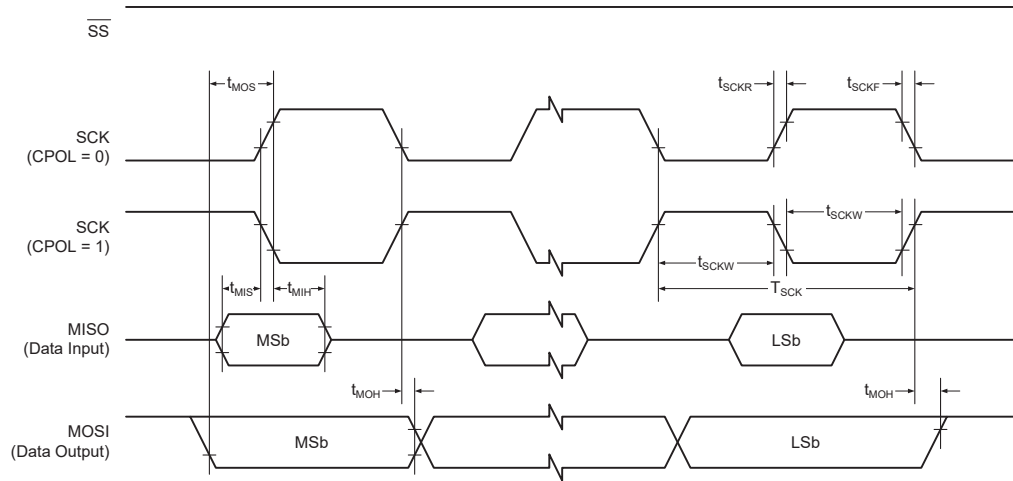 SS
tMOS
tSCKR
tSCKF
SCK
(CPOL = 0)
SCK
(CPOL = 1)
tSCKW
tSCKW
TSCK
tMIS
tMIH
MISO
(Data Input)
MSb
LSb
tMOH
tMOH
MOSI
(Data Output)
MSb
LSb